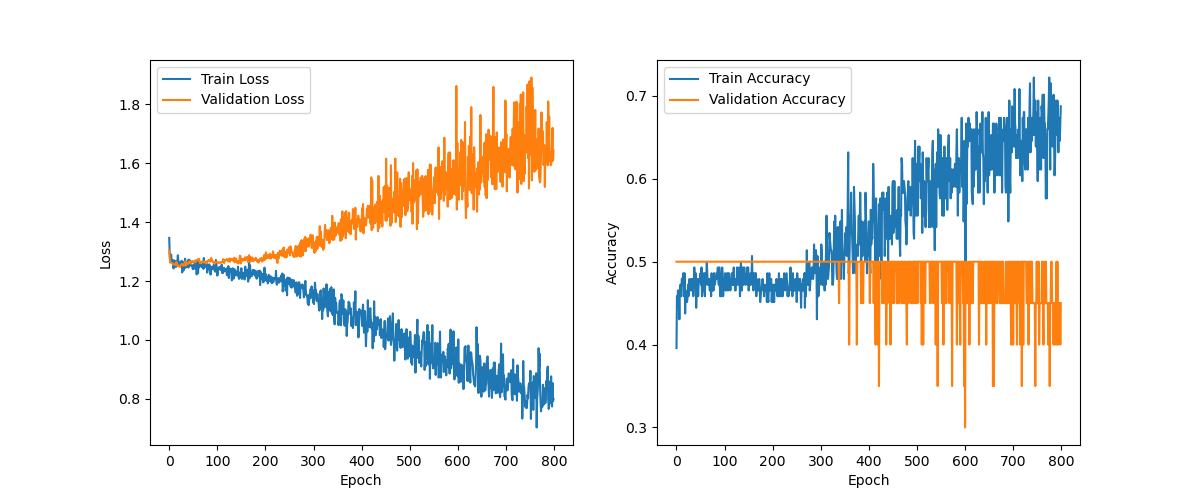 Train Loss
Validation Loss
1.8
1.6
1.4
1.2
1.0
0.8
Loss
0 100 200 300 400 500 600 700 800
Epoch
Train Accuracy
Validation Accuracy
0.7
0.6
0.5
0.4
0.3
Accuracy
0 100 200 300 400 500 600 700 800
Epoch